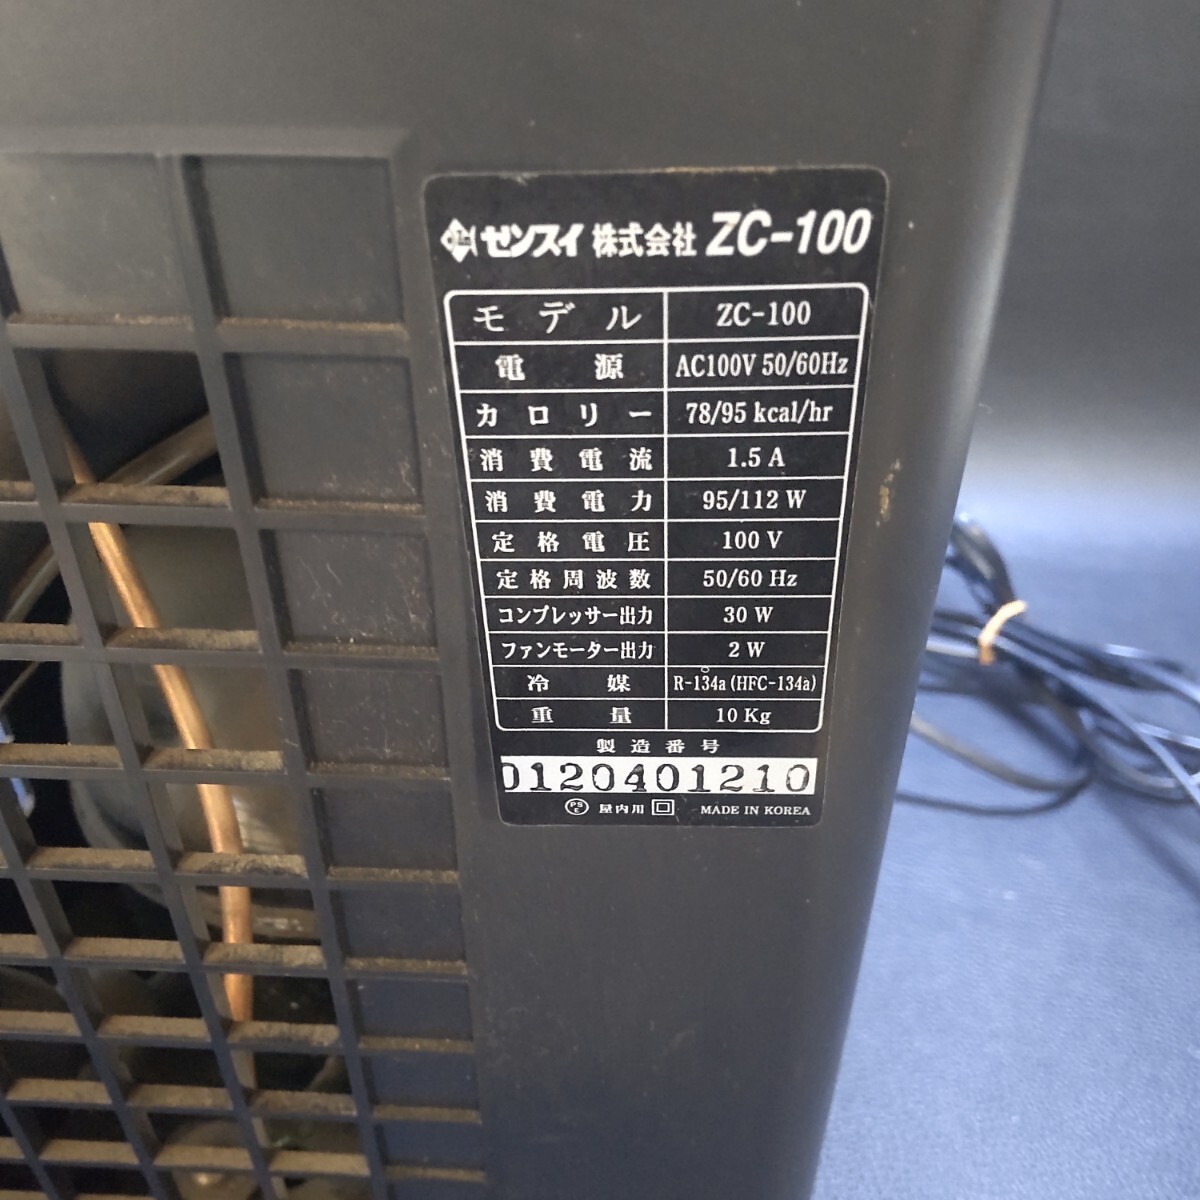 ゼンスイ 株式会社 ZC-100
モデル ZC-100
電源 AC100V 50/60Hz
カロリー 78/95 kcal/hr
消費電流 1.5 A
消費電力 95/112 W
定格電圧 100 V
定格周波数 50/60 Hz
コンプレッサー出力 30 W
ファンモーター出力 2 W
冷媒 R-134a (HFC-134a)
重量 10 Kg
製造番号
0120401210
PSE 屋内用 MADE IN KOREA